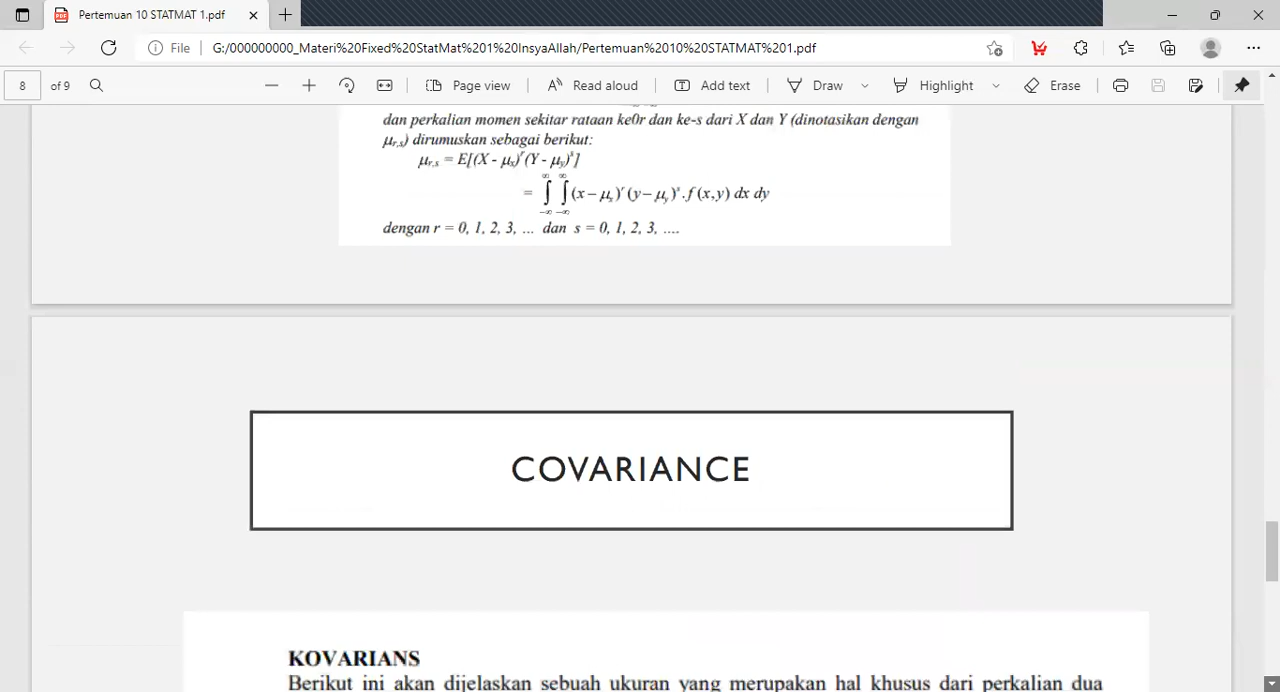 Pertemuan 10 STATMAT 1.pdf
File G:/000000000_Materi%20Fixed%20StatMat%201%20InsyaAllah/Pertemuan%2010%20STATMAT%201.pdf
8 of 9 Page view Read aloud Add text Draw Highlight Erase
dan perkalian momen sekitar rataan ke0r dan ke-s dari X dan Y (dinotasikan dengan
μr,s) dirumuskan sebagai berikut:
μr,s = E[(X - μx)^r(Y - μy)^s]
= ∫_{-∞}^{∞} ∫_{-∞}^{∞} (x − μx)^r (y − μy)^s . f (x, y) dx dy
dengan r = 0, 1, 2, 3, ... dan s = 0, 1, 2, 3, ....
COVARIANCE
KOVARIANS
Berikut ini akan dijelaskan sebuah ukuran yang merupakan hal khusus dari perkalian dua